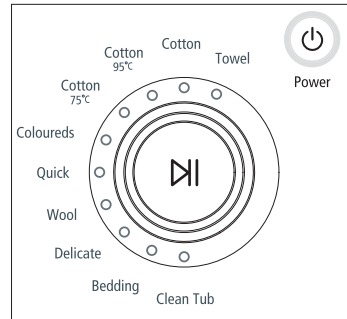 Cotton
Towel
Cotton
95℃
Cotton
75℃
Coloureds
Quick
Wool
Delicate
Bedding
Clean Tub
Power